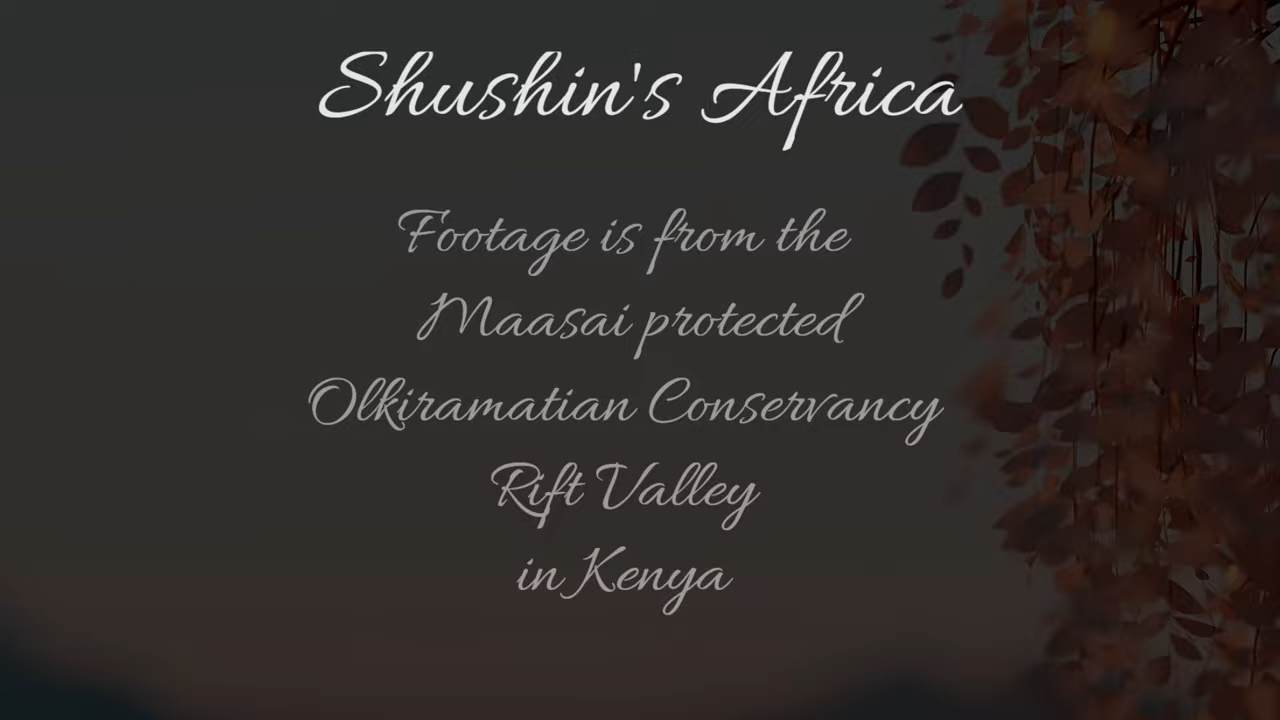 Shushin's Africa
Footage is from the
Maasai protected
Olkiramatian Conservancy
Rift Valley
in Kenya